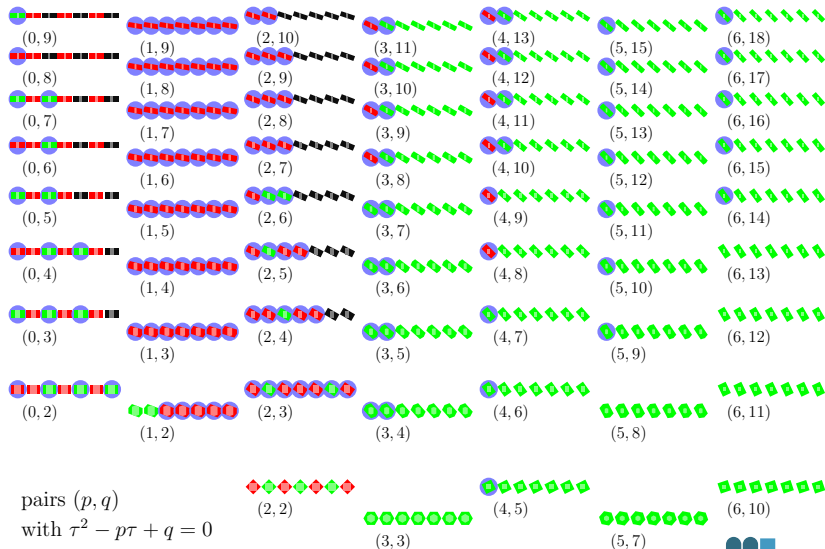 (0, 9) (1, 9) (2, 10) (3, 11) (4, 13) (5, 15) (6, 18)
(0, 8) (1, 8) (2, 9) (3, 10) (4, 12) (5, 14) (6, 17)
(0, 7) (1, 7) (2, 8) (3, 9) (4, 11) (5, 13) (6, 16)
(0, 6) (1, 6) (2, 7) (3, 8) (4, 10) (5, 12) (6, 15)
(0, 5) (1, 5) (2, 6) (3, 7) (4, 9) (5, 11) (6, 14)
(0, 4) (1, 4) (2, 5) (3, 6) (4, 8) (5, 10) (6, 13)
(0, 3) (1, 3) (2, 4) (3, 5) (4, 7) (5, 9) (6, 12)
(0, 2) (1, 2) (2, 3) (3, 4) (4, 6) (5, 8) (6, 11)
(2, 2) (3, 3) (4, 5) (5, 7) (6, 10)
pairs (p, q)
with τ² − pτ + q = 0